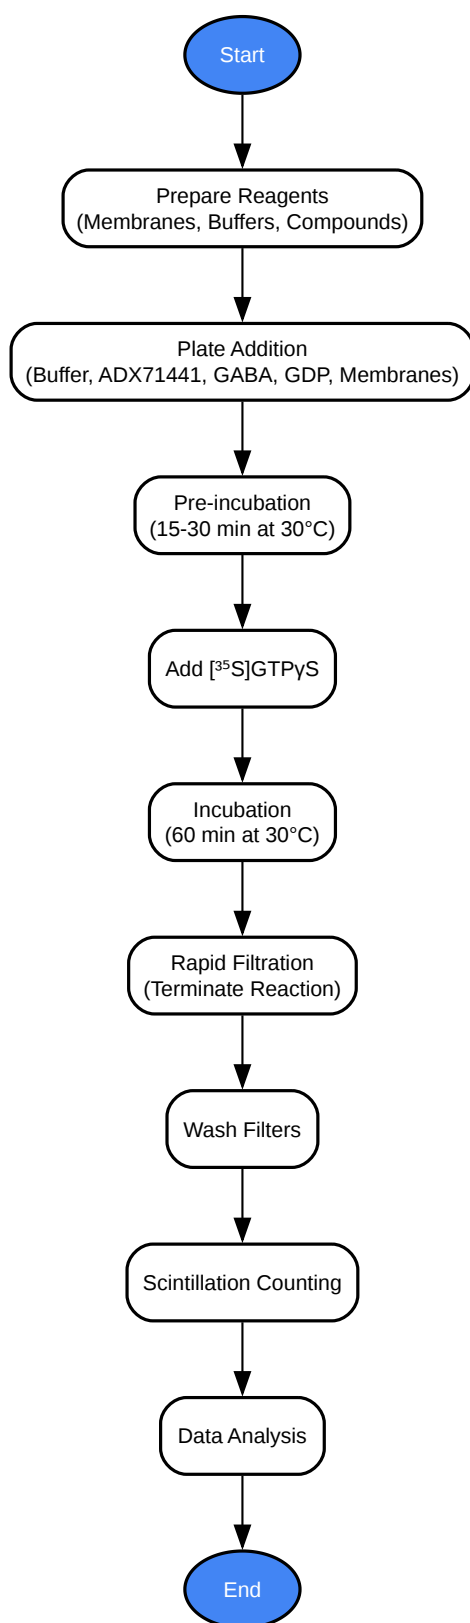 Start
Prepare Reagents
(Membranes, Buffers, Compounds)
Plate Addition
(Buffer, ADX71441, GABA, GDP, Membranes)
Pre-incubation
(15-30 min at 30°C)
Add [³⁵S]GTPγS
Incubation
(60 min at 30°C)
Rapid Filtration
(Terminate Reaction)
Wash Filters
Scintillation Counting
Data Analysis
End